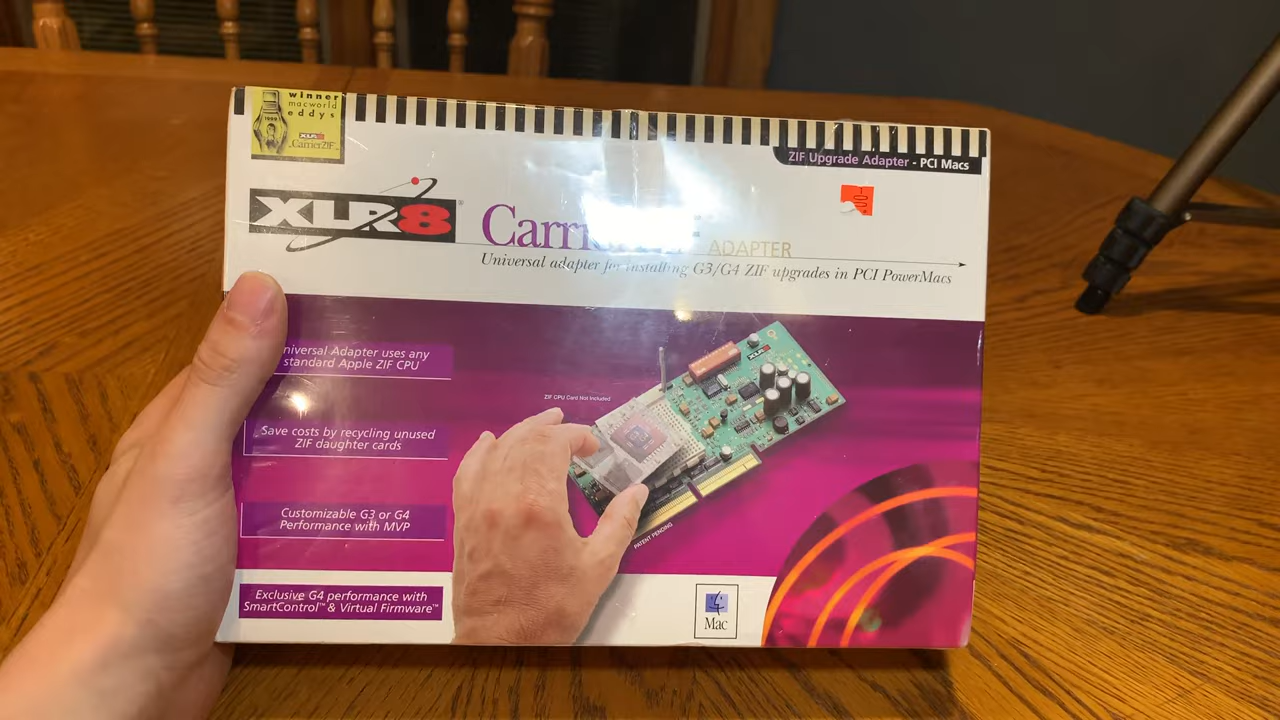 winner
macworld
eddys
1999
XLR8
CarrierZIF
ZIF Upgrade Adapter - PCI Macs
XLR8®
ADAPTER
Universal adapter for installing G3/G4 ZIF upgrades in PCI PowerMacs
niversal Adapter uses any
standard Apple ZIF CPU
ZIF CPU Card Not Included
XLR8
Save costs by recycling unused
ZIF daughter cards
Customizable G3 or G4
Performance with MVP
PATENT PENDING
Exclusive G4 performance with
SmartControl™ & Virtual Firmware™
Mac